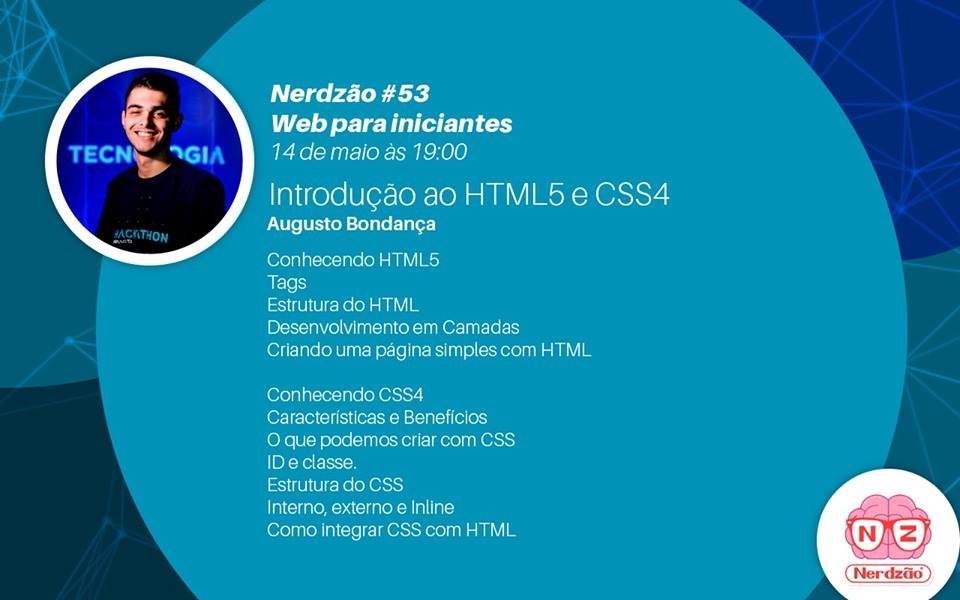 Nerdzão #53
Web para iniciantes
14 de maio às 19:00
Introdução ao HTML5 e CSS4
Augusto Bondança
Conhecendo HTML5
Tags
Estrutura do HTML
Desenvolvimento em Camadas
Criando uma página simples com HTML
Conhecendo CSS4
Características e Benefícios
O que podemos criar com CSS
ID e classe.
Estrutura do CSS
Interno, externo e Inline
Como integrar CSS com HTML
HACKATHON
N Z
Nerdzão